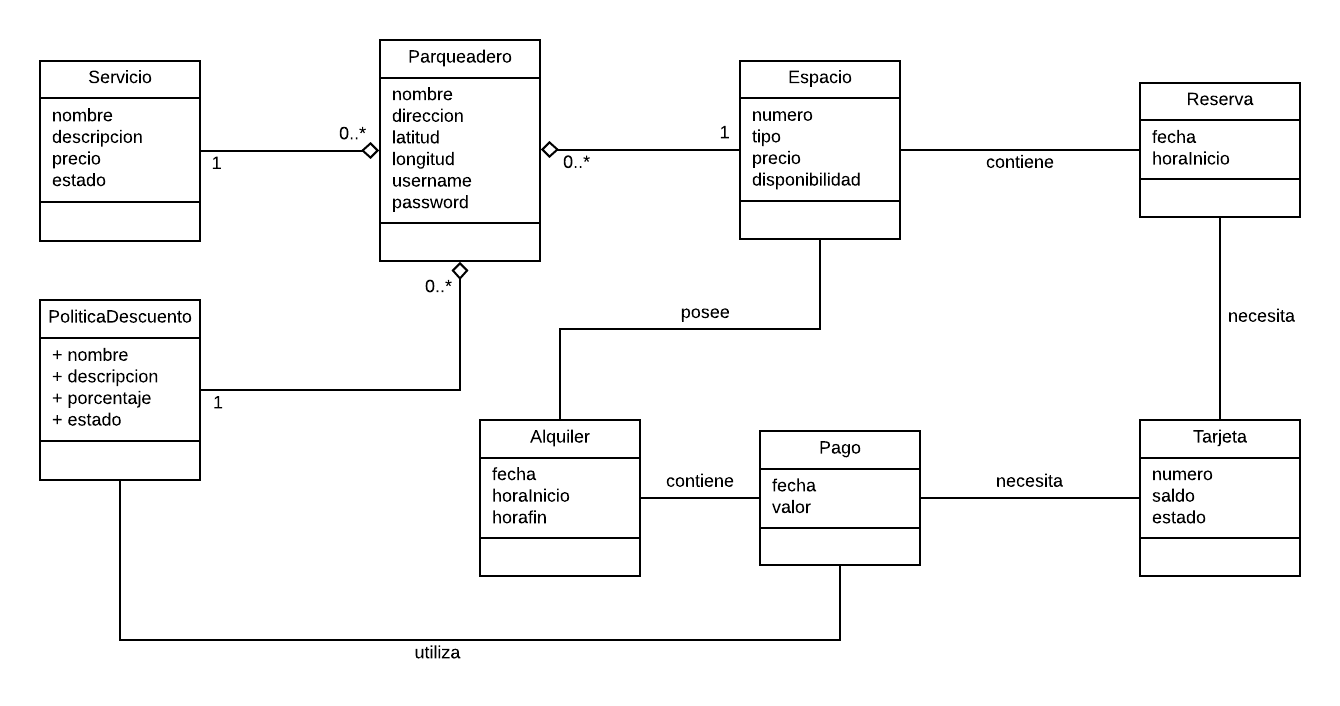 Servicio
nombre
descripcion
precio
estado
1
0..*
Parqueadero
nombre
direccion
latitud
longitud
username
password
0..*
1
Espacio
numero
tipo
precio
disponibilidad
contiene
Reserva
fecha
horaInicio
0..*
PoliticaDescuento
+ nombre
+ descripcion
+ porcentaje
+ estado
1
posee
necesita
Alquiler
fecha
horaInicio
horafin
contiene
Pago
fecha
valor
necesita
Tarjeta
numero
saldo
estado
utiliza